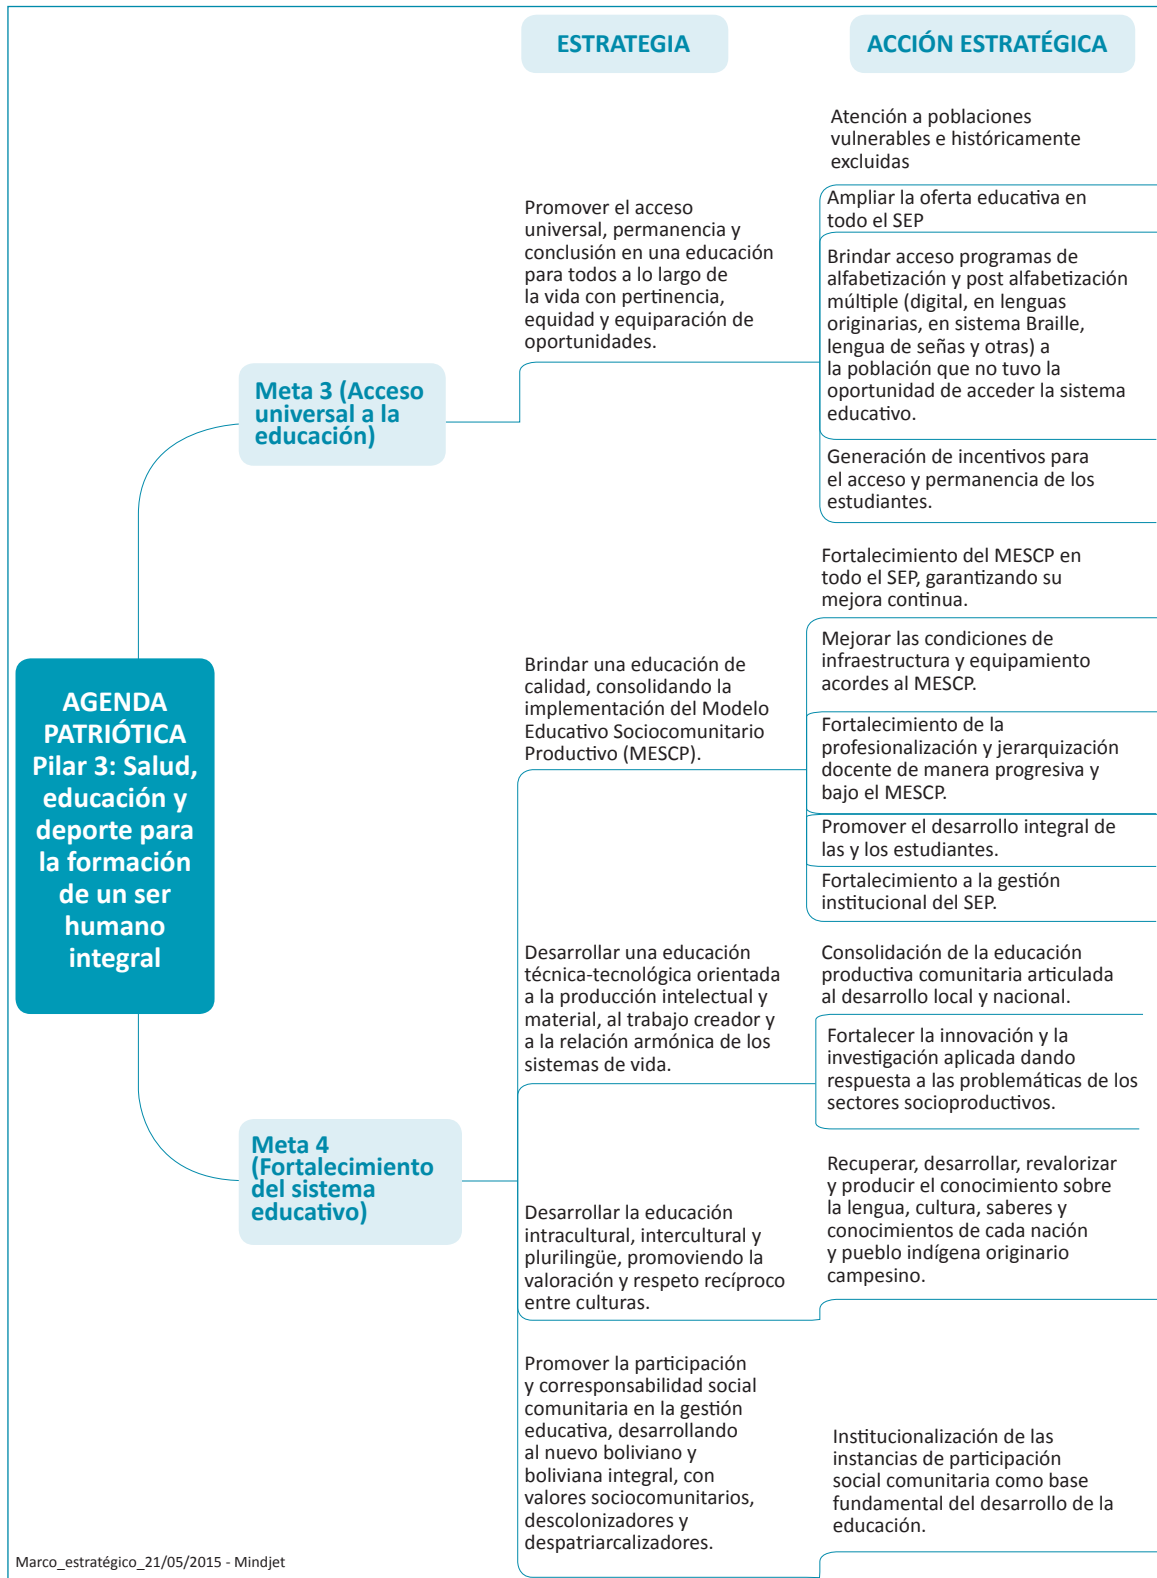 ESTRATEGIA
ACCIÓN ESTRATÉGICA
AGENDA
PATRIÓTICA
Pilar 3: Salud,
educación y
deporte para
la formación
de un ser
humano
integral
Meta 3 (Acceso
universal a la
educación)
Promover el acceso
universal, permanencia y
conclusión en una educación
para todos a lo largo de
la vida con pertinencia,
equidad y equiparación de
oportunidades.
Atención a poblaciones
vulnerables e históricamente
excluidas
Ampliar la oferta educativa en
todo el SEP
Brindar acceso programas de
alfabetización y post alfabetización
múltiple (digital, en lenguas
originarias, en sistema Braille,
lengua de señas y otras) a
la población que no tuvo la
oportunidad de acceder la sistema
educativo.
Generación de incentivos para
el acceso y permanencia de los
estudiantes.
Meta 4
(Fortalecimiento
del sistema
educativo)
Brindar una educación de
calidad, consolidando la
implementación del Modelo
Educativo Sociocomunitario
Productivo (MESCP).
Fortalecimiento del MESCP en
todo el SEP, garantizando su
mejora continua.
Mejorar las condiciones de
infraestructura y equipamiento
acordes al MESCP.
Fortalecimiento de la
profesionalización y jerarquización
docente de manera progresiva y
bajo el MESCP.
Promover el desarrollo integral de
las y los estudiantes.
Fortalecimiento a la gestión
institucional del SEP.
Desarrollar una educación
técnica-tecnológica orientada
a la producción intelectual y
material, al trabajo creador y
a la relación armónica de los
sistemas de vida.
Consolidación de la educación
productiva comunitaria articulada
al desarrollo local y nacional.
Fortalecer la innovación y la
investigación aplicada dando
respuesta a las problemáticas de los
sectores socioproductivos.
Desarrollar la educación
intracultural, intercultural y
plurilingüe, promoviendo la
valoración y respeto recíproco
entre culturas.
Recuperar, desarrollar, revalorizar
y producir el conocimiento sobre
la lengua, cultura, saberes y
conocimientos de cada nación
y pueblo indígena originario
campesino.
Promover la participación
y corresponsabilidad social
comunitaria en la gestión
educativa, desarrollando
al nuevo boliviano y
boliviana integral, con
valores sociocomunitarios,
descolonizadores y
despatriarcalizadores.
Institucionalización de las
instancias de participación
social comunitaria como base
fundamental del desarrollo de la
educación.
Marco_estratégico_21/05/2015 - Mindjet